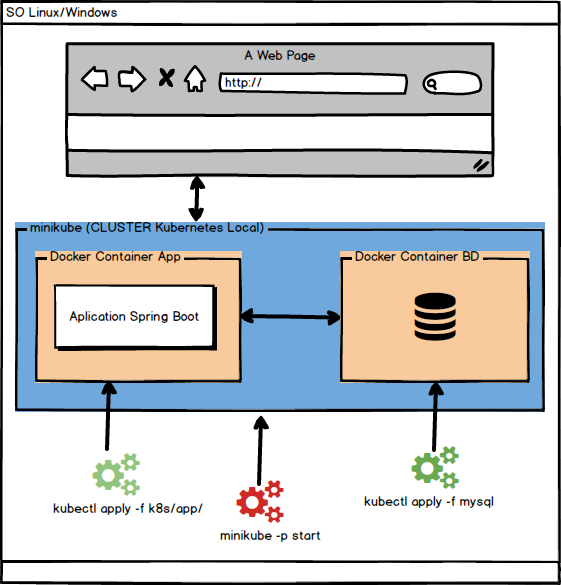 SO Linux/Windows
A Web Page
http://
minikube (CLUSTER Kubernetes Local)
Docker Container App
Docker Container BD
Aplication Spring Boot
kubectl apply -f k8s/app/
kubectl apply -f mysql
minikube -p start